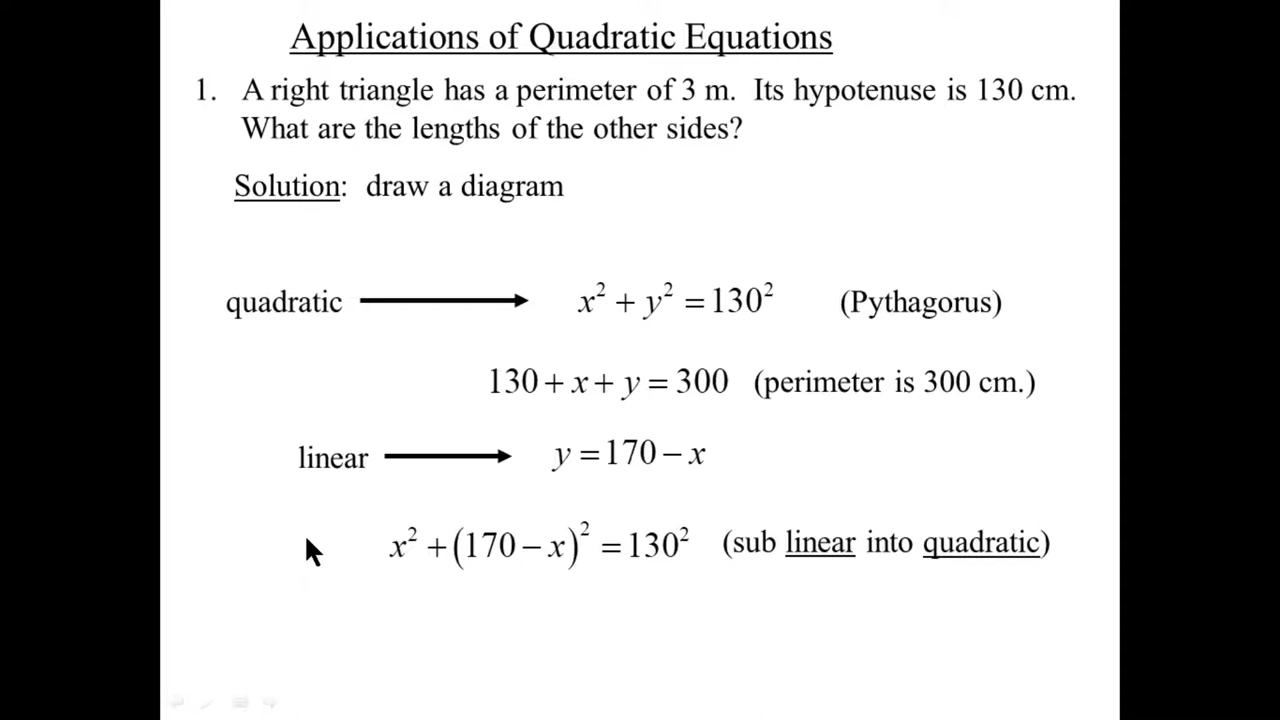 Applications of Quadratic Equations
1. A right triangle has a perimeter of 3 m. Its hypotenuse is 130 cm.
What are the lengths of the other sides?
Solution: draw a diagram
quadratic → x² + y² = 130² (Pythagorus)
130 + x + y = 300 (perimeter is 300 cm.)
linear → y = 170 − x
x² + (170 − x)² = 130² (sub linear into quadratic)